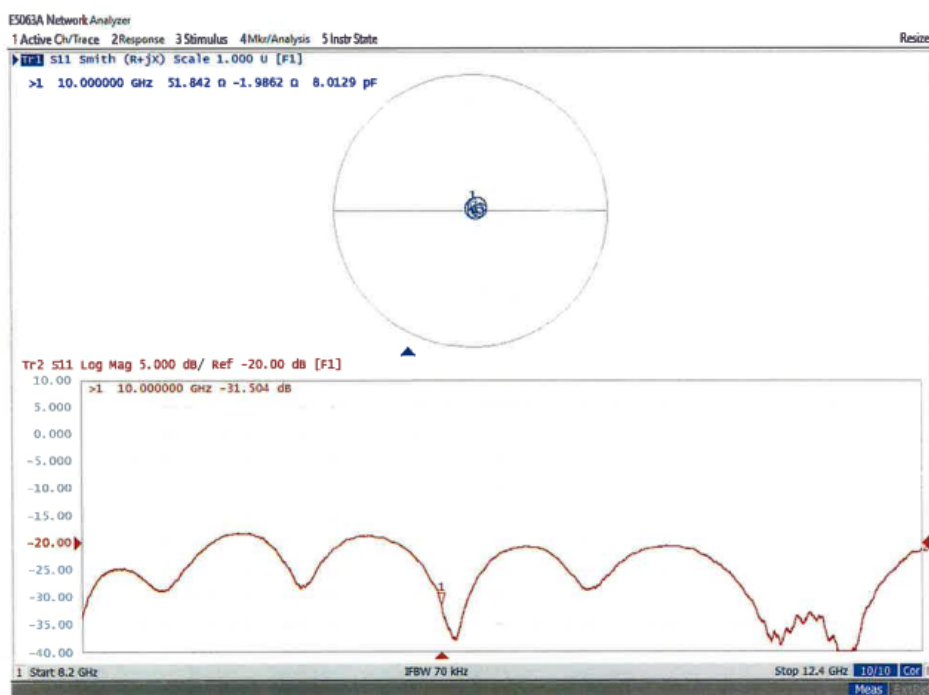 E5063A Network Analyzer
1 Active Ch/Trace 2 Response 3 Stimulus 4 Mkr/Analysis 5 Instr State Resize
Tr1 S11 Smith (R+jX) Scale 1.000 U [F1]
>1 10.000000 GHz 51.842 Ω -1.9862 Ω 8.0129 pF
1
Tr2 S11 Log Mag 5.000 dB/ Ref -20.00 dB [F1]
10.00
>1 10.000000 GHz -31.504 dB
5.000
0.000
-5.000
-10.00
-15.00
-20.00
-25.00
-30.00
1
-35.00
-40.00
1 Start 8.2 GHz IFBW 70 kHz Stop 12.4 GHz 10/10 Cor
Meas